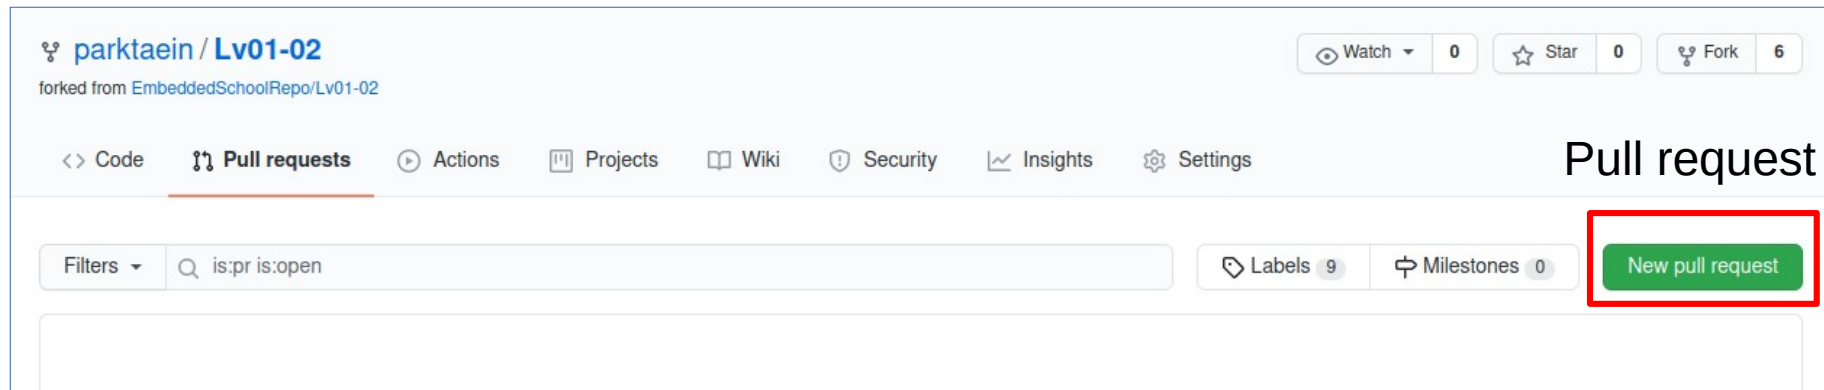 parktaein / Lv01-02
Watch 0 Star 0 Fork 6
forked from EmbeddedSchoolRepo/Lv01-02
Code Pull requests Actions Projects Wiki Security Insights Settings
Pull request
Filters is:pr is:open Labels 9 Milestones 0 New pull request